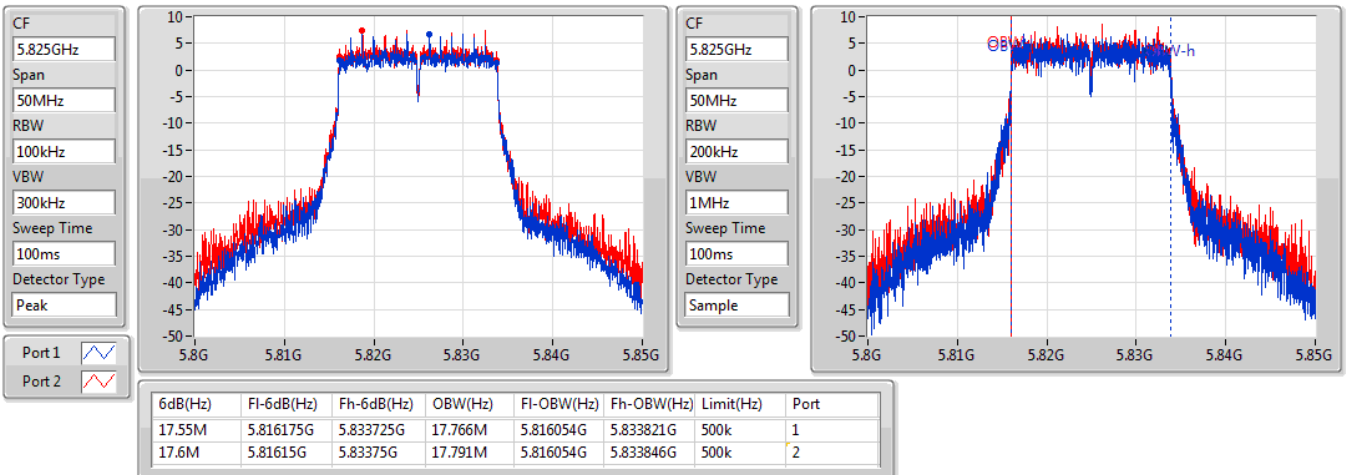 CF
5.825GHz
Span
50MHz
RBW
100kHz
VBW
300kHz
Sweep Time
100ms
Detector Type
Peak
Port 1
Port 2
10
5
0
-5
-10
-15
-20
-25
-30
-35
-40
-45
-50
5.8G 5.81G 5.82G 5.83G 5.84G 5.85G
CF
5.825GHz
Span
50MHz
RBW
200kHz
VBW
1MHz
Sweep Time
100ms
Detector Type
Sample
10
5
0
-5
-10
-15
-20
-25
-30
-35
-40
-45
-50
5.8G 5.81G 5.82G 5.83G 5.84G 5.85G
6dB(Hz) Fl-6dB(Hz) Fh-6dB(Hz) OBW(Hz) Fl-OBW(Hz) Fh-OBW(Hz) Limit(Hz) Port
17.55M 5.816175G 5.833725G 17.766M 5.816054G 5.833821G 500k 1
17.6M 5.81615G 5.83375G 17.791M 5.816054G 5.833846G 500k 2